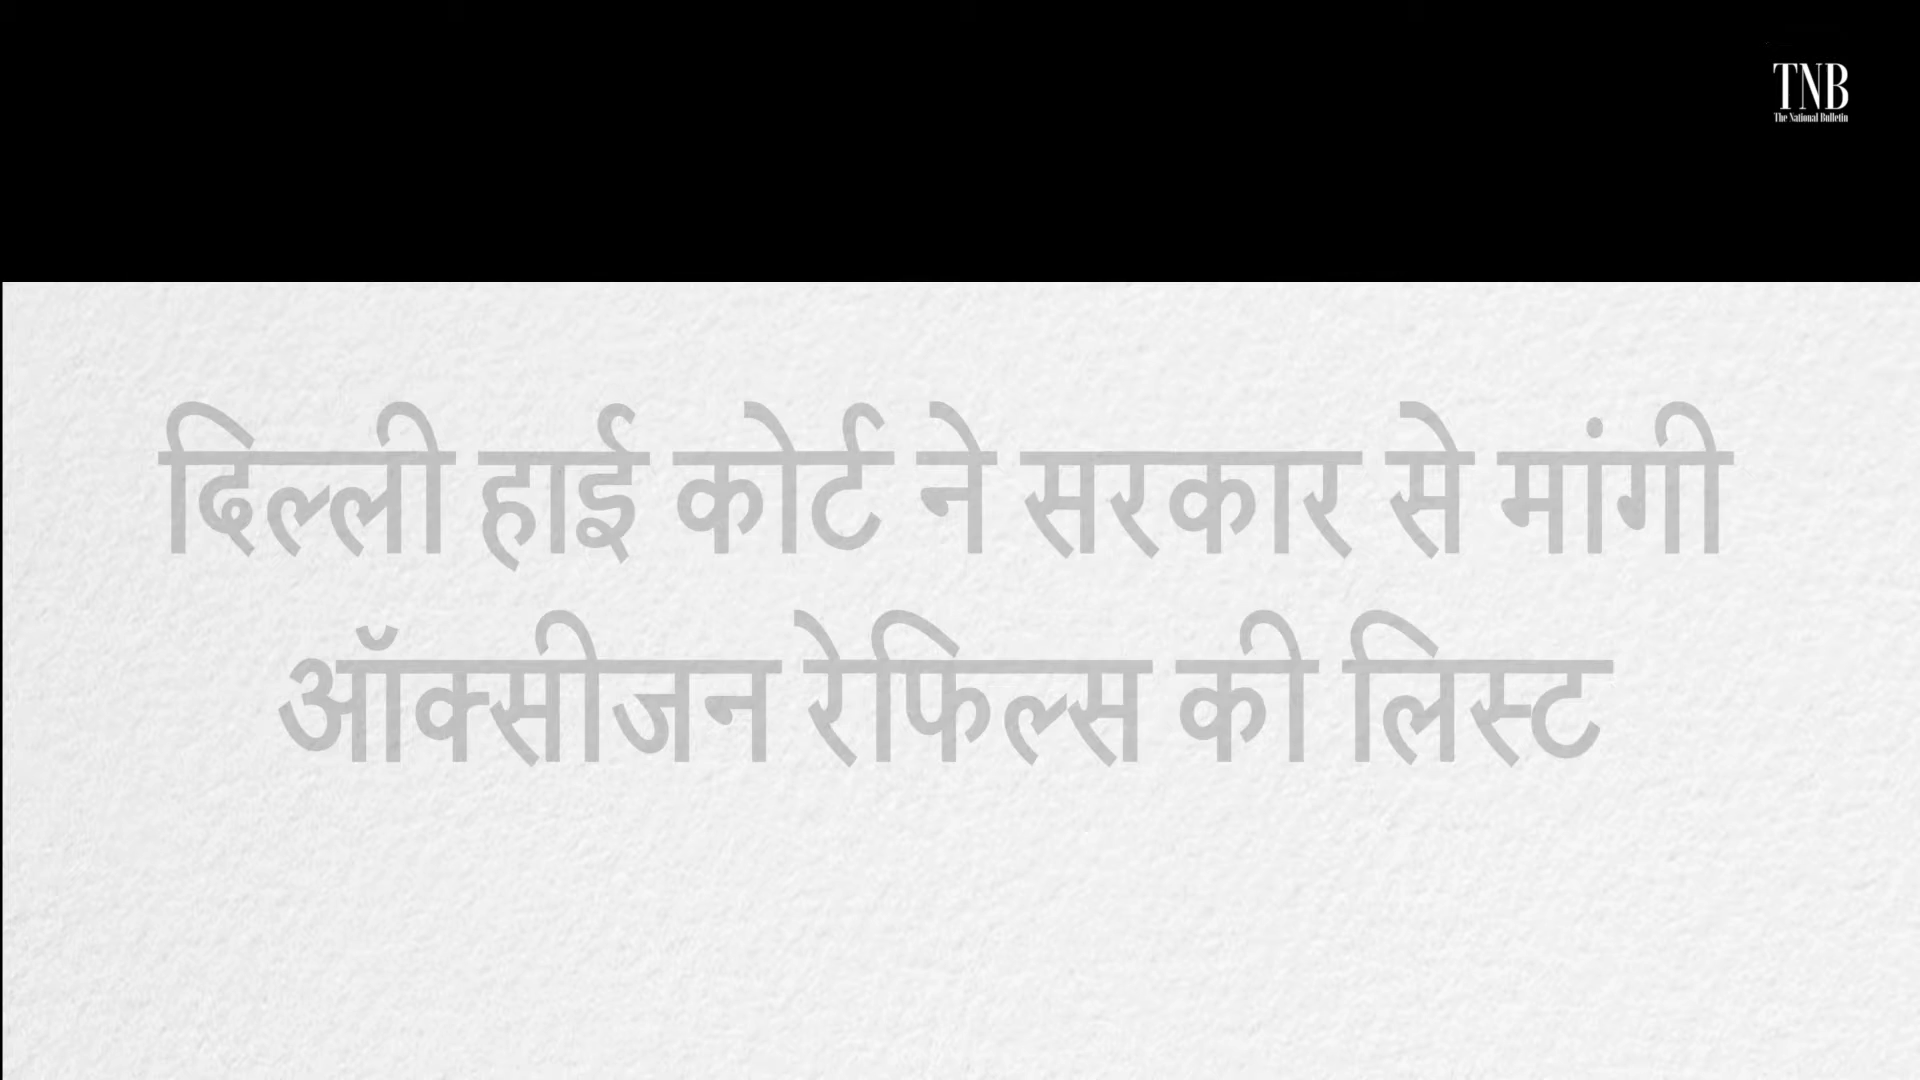 TNB
The National Bulletin
दिल्ली हाई कोर्ट ने सरकार से मांगी
ऑक्सीजन रेफिल्स की लिस्ट